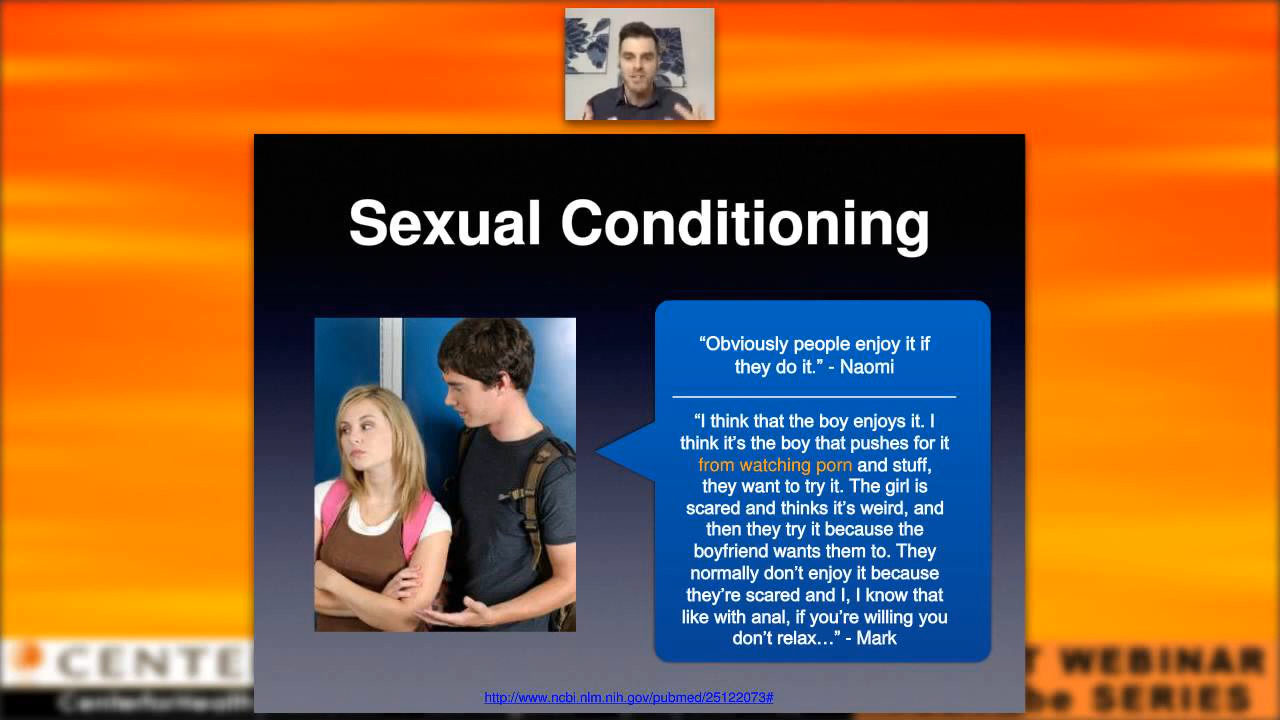 Sexual Conditioning
“Obviously people enjoy it if
they do it.” - Naomi
“I think that the boy enjoys it. I
think it’s the boy that pushes for it
from watching porn and stuff,
they want to try it. The girl is
scared and thinks it’s weird, and
then they try it because the
boyfriend wants them to. They
normally don’t enjoy it because
they’re scared and I, I know that
like with anal, if you’re willing you
don’t relax…” - Mark
CENTE
WEBINAR
CenterforHealth
be SERIES
http://www.ncbi.nlm.nih.gov/pubmed/25122073#